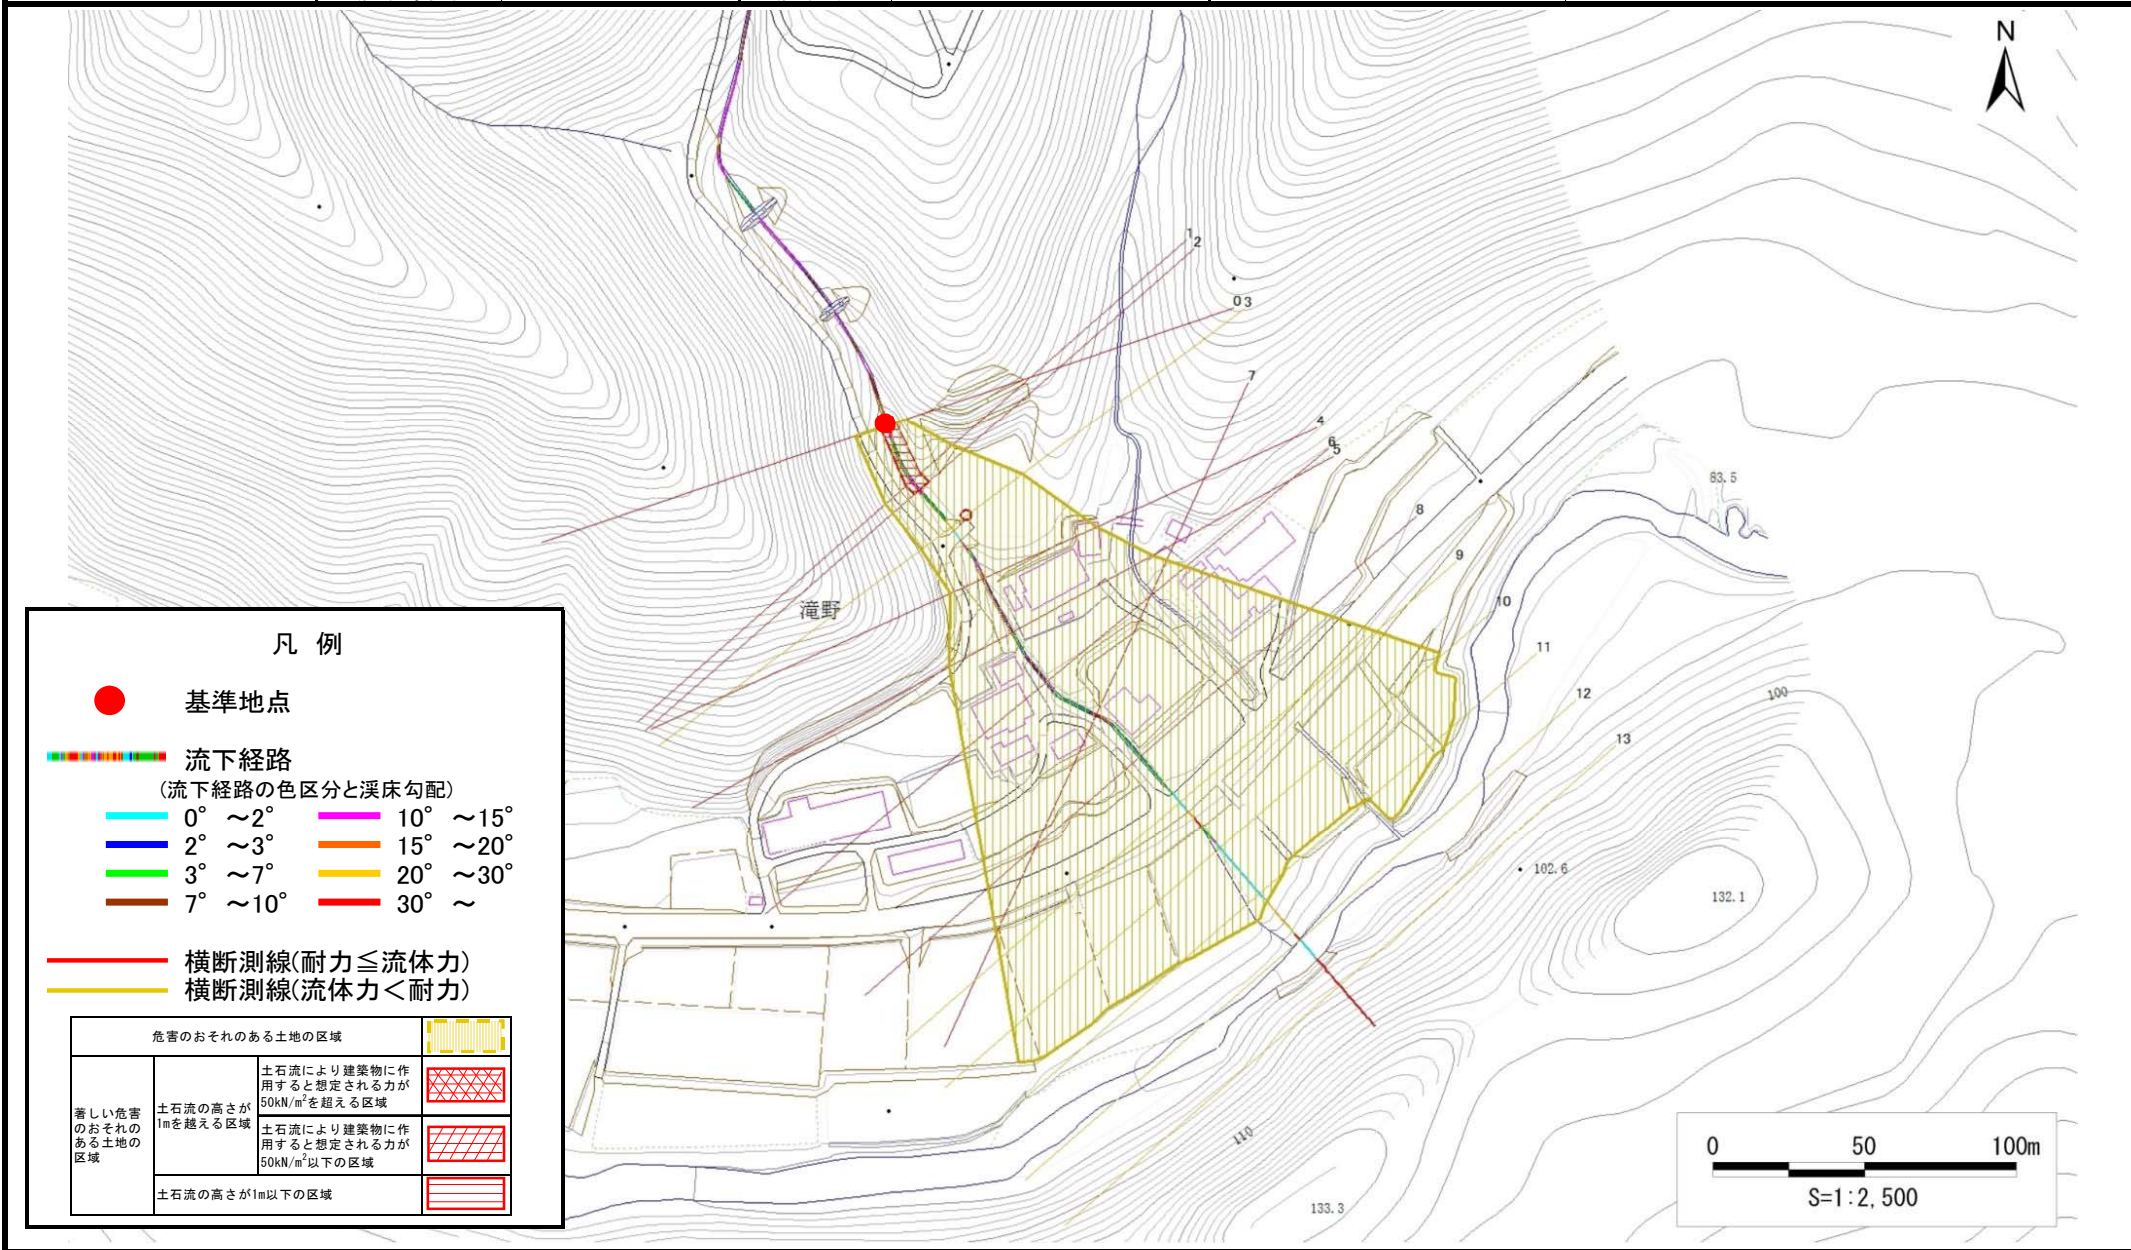 N
1
2
0 3
7
4
6
5
8
9
10
11
12
13
83.5
100
102.6
132.1
110
133.3
滝野
凡 例
基準地点
流下経路
(流下経路の色区分と渓床勾配)
0° ～2° 10° ～15°
2° ～3° 15° ～20°
3° ～7° 20° ～30°
7° ～10° 30° ～
横断測線(耐力≦流体力)
横断測線(流体力＜耐力)
危害のおそれのある土地の区域
著しい危害
のおそれの
ある土地の
区域
土石流の高さが
1mを越える区域
土石流により建築物に作
用すると想定される力が
50kN/m²を超える区域
土石流により建築物に作
用すると想定される力が
50kN/m²以下の区域
土石流の高さが1m以下の区域
0 50 100m
S=1:2,500